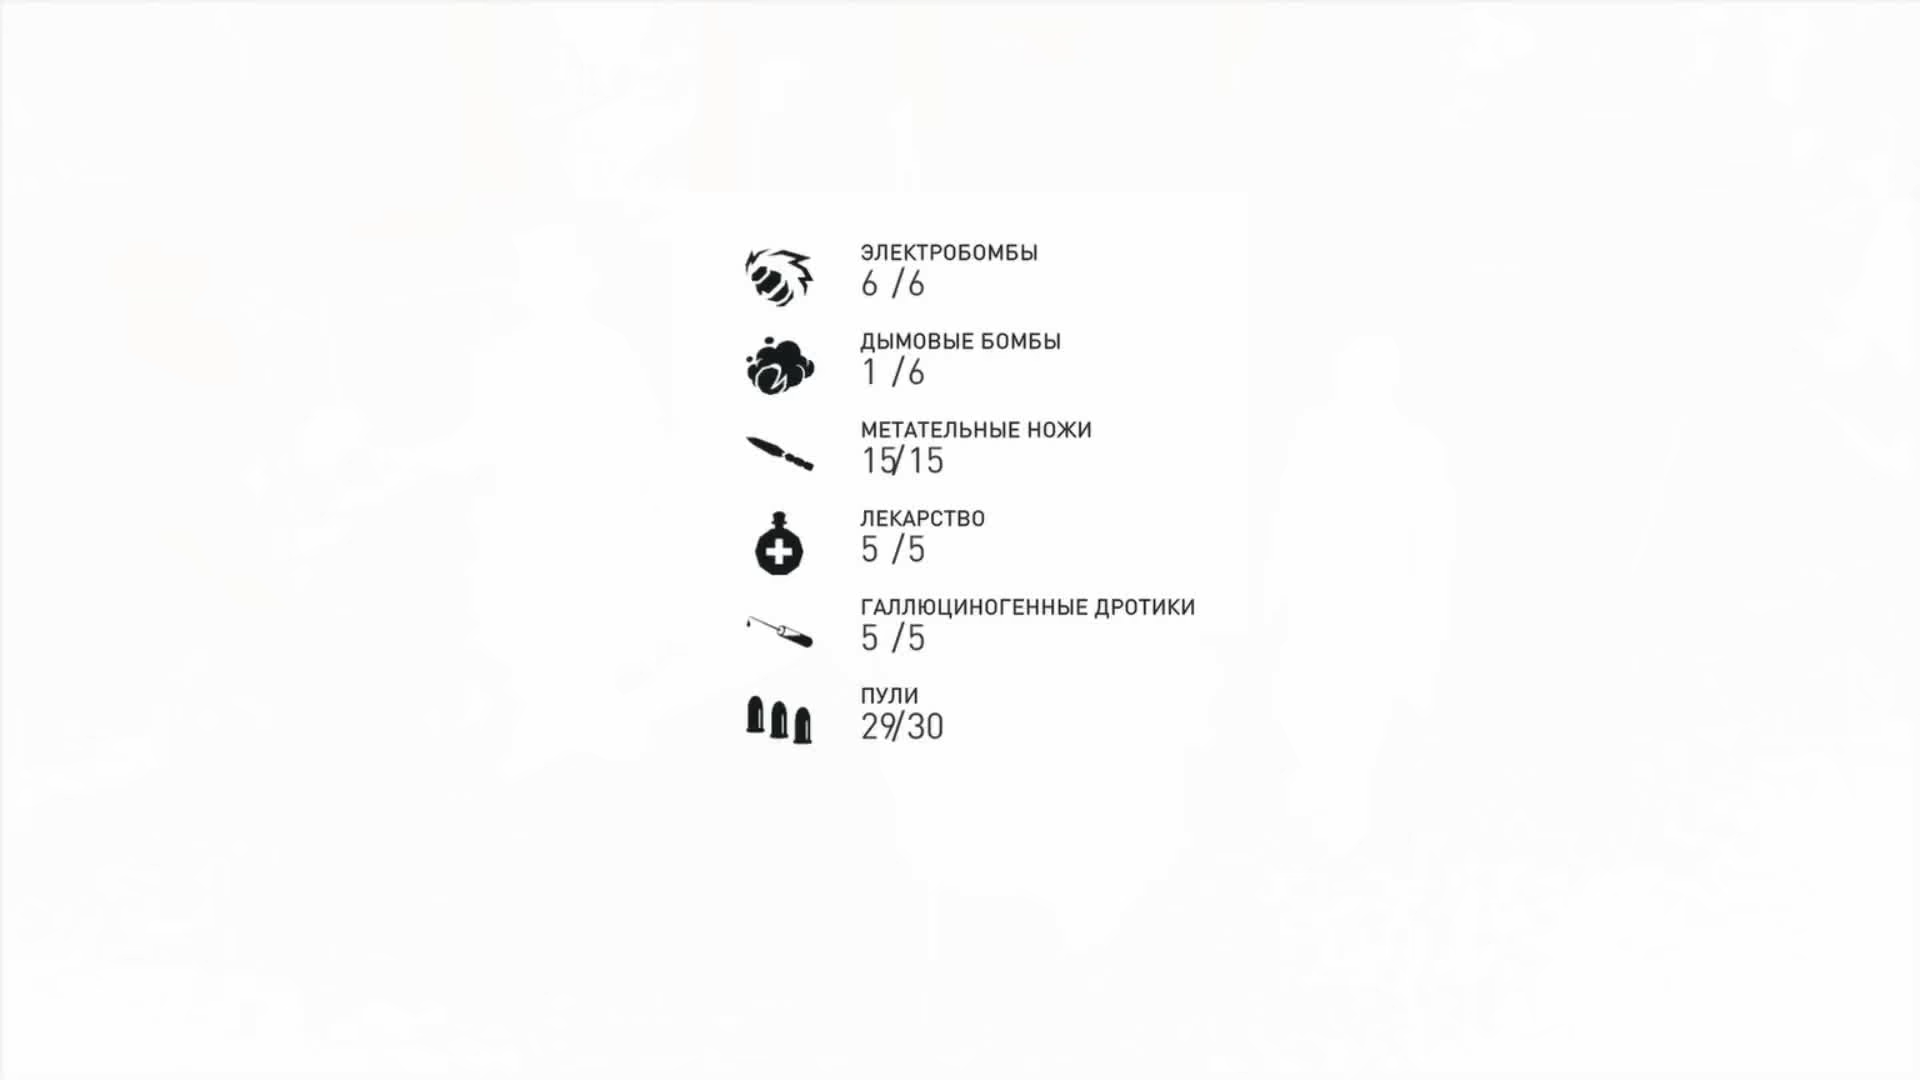 ЭЛЕКТРОБОМБЫ
6 /6
ДЫМОВЫЕ БОМБЫ
1 /6
МЕТАТЕЛЬНЫЕ НОЖИ
15/15
ЛЕКАРСТВО
5 /5
ГАЛЛЮЦИНОГЕННЫЕ ДРОТИКИ
5 /5
ПУЛИ
29/30